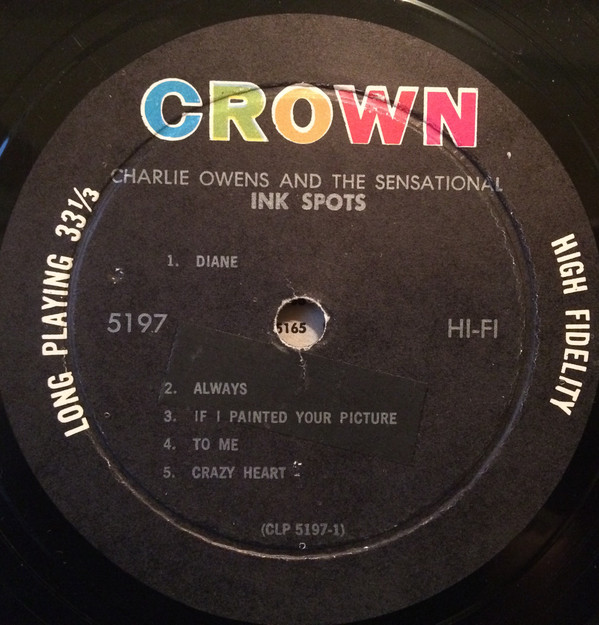 CROWN
CHARLIE OWENS AND THE SENSATIONAL
INK SPOTS
LONG PLAYING 33⅓
HIGH FIDELITY
1. DIANE
5197
5165
HI-FI
2. ALWAYS
3. IF I PAINTED YOUR PICTURE
4. TO ME
5. CRAZY HEART
(CLP 5197-1)